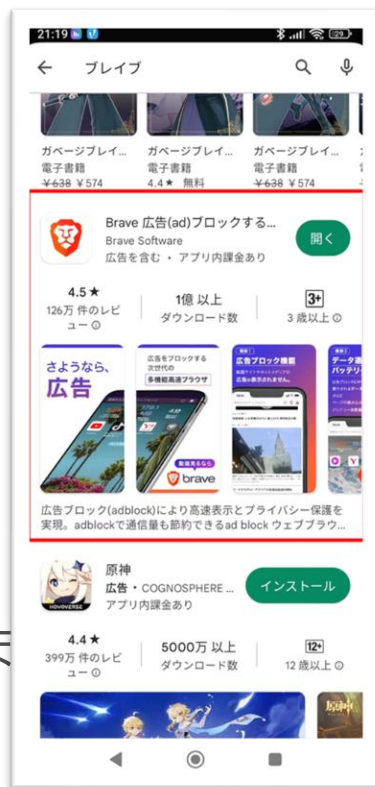 21:19
29
ブレイブ
ガベージブレイ...
ガベージブレイ...
ガベージブレイ...
電子書籍
電子書籍
電子書籍
￥638 ￥574
4.4★ 無料
￥638 ￥574
Brave 広告(ad)ブロックする...
Brave Software
広告を含む・アプリ内課金あり
開く
4.5★
126万 件のレビ
ュー
1億 以上
ダウンロード数
3+
3 歳以上
さようなら、
広告
広告をブロックする
次世代の
多機能高速ブラウザ
動画見るなら
brave
広告ブロック機能
データ通
バッテリー
広告ブロック(adblock)により高速表示とプライバシー保護を
実現。adblockで通信量も節約できるad block ウェブブラウ...
原神
広告・COGNOSPHERE ...
アプリ内課金あり
インストール
HOYOVERSE
4.4★
399万 件のレビ
ュー
5000万 以上
ダウンロード数
12+
12 歳以上
原神